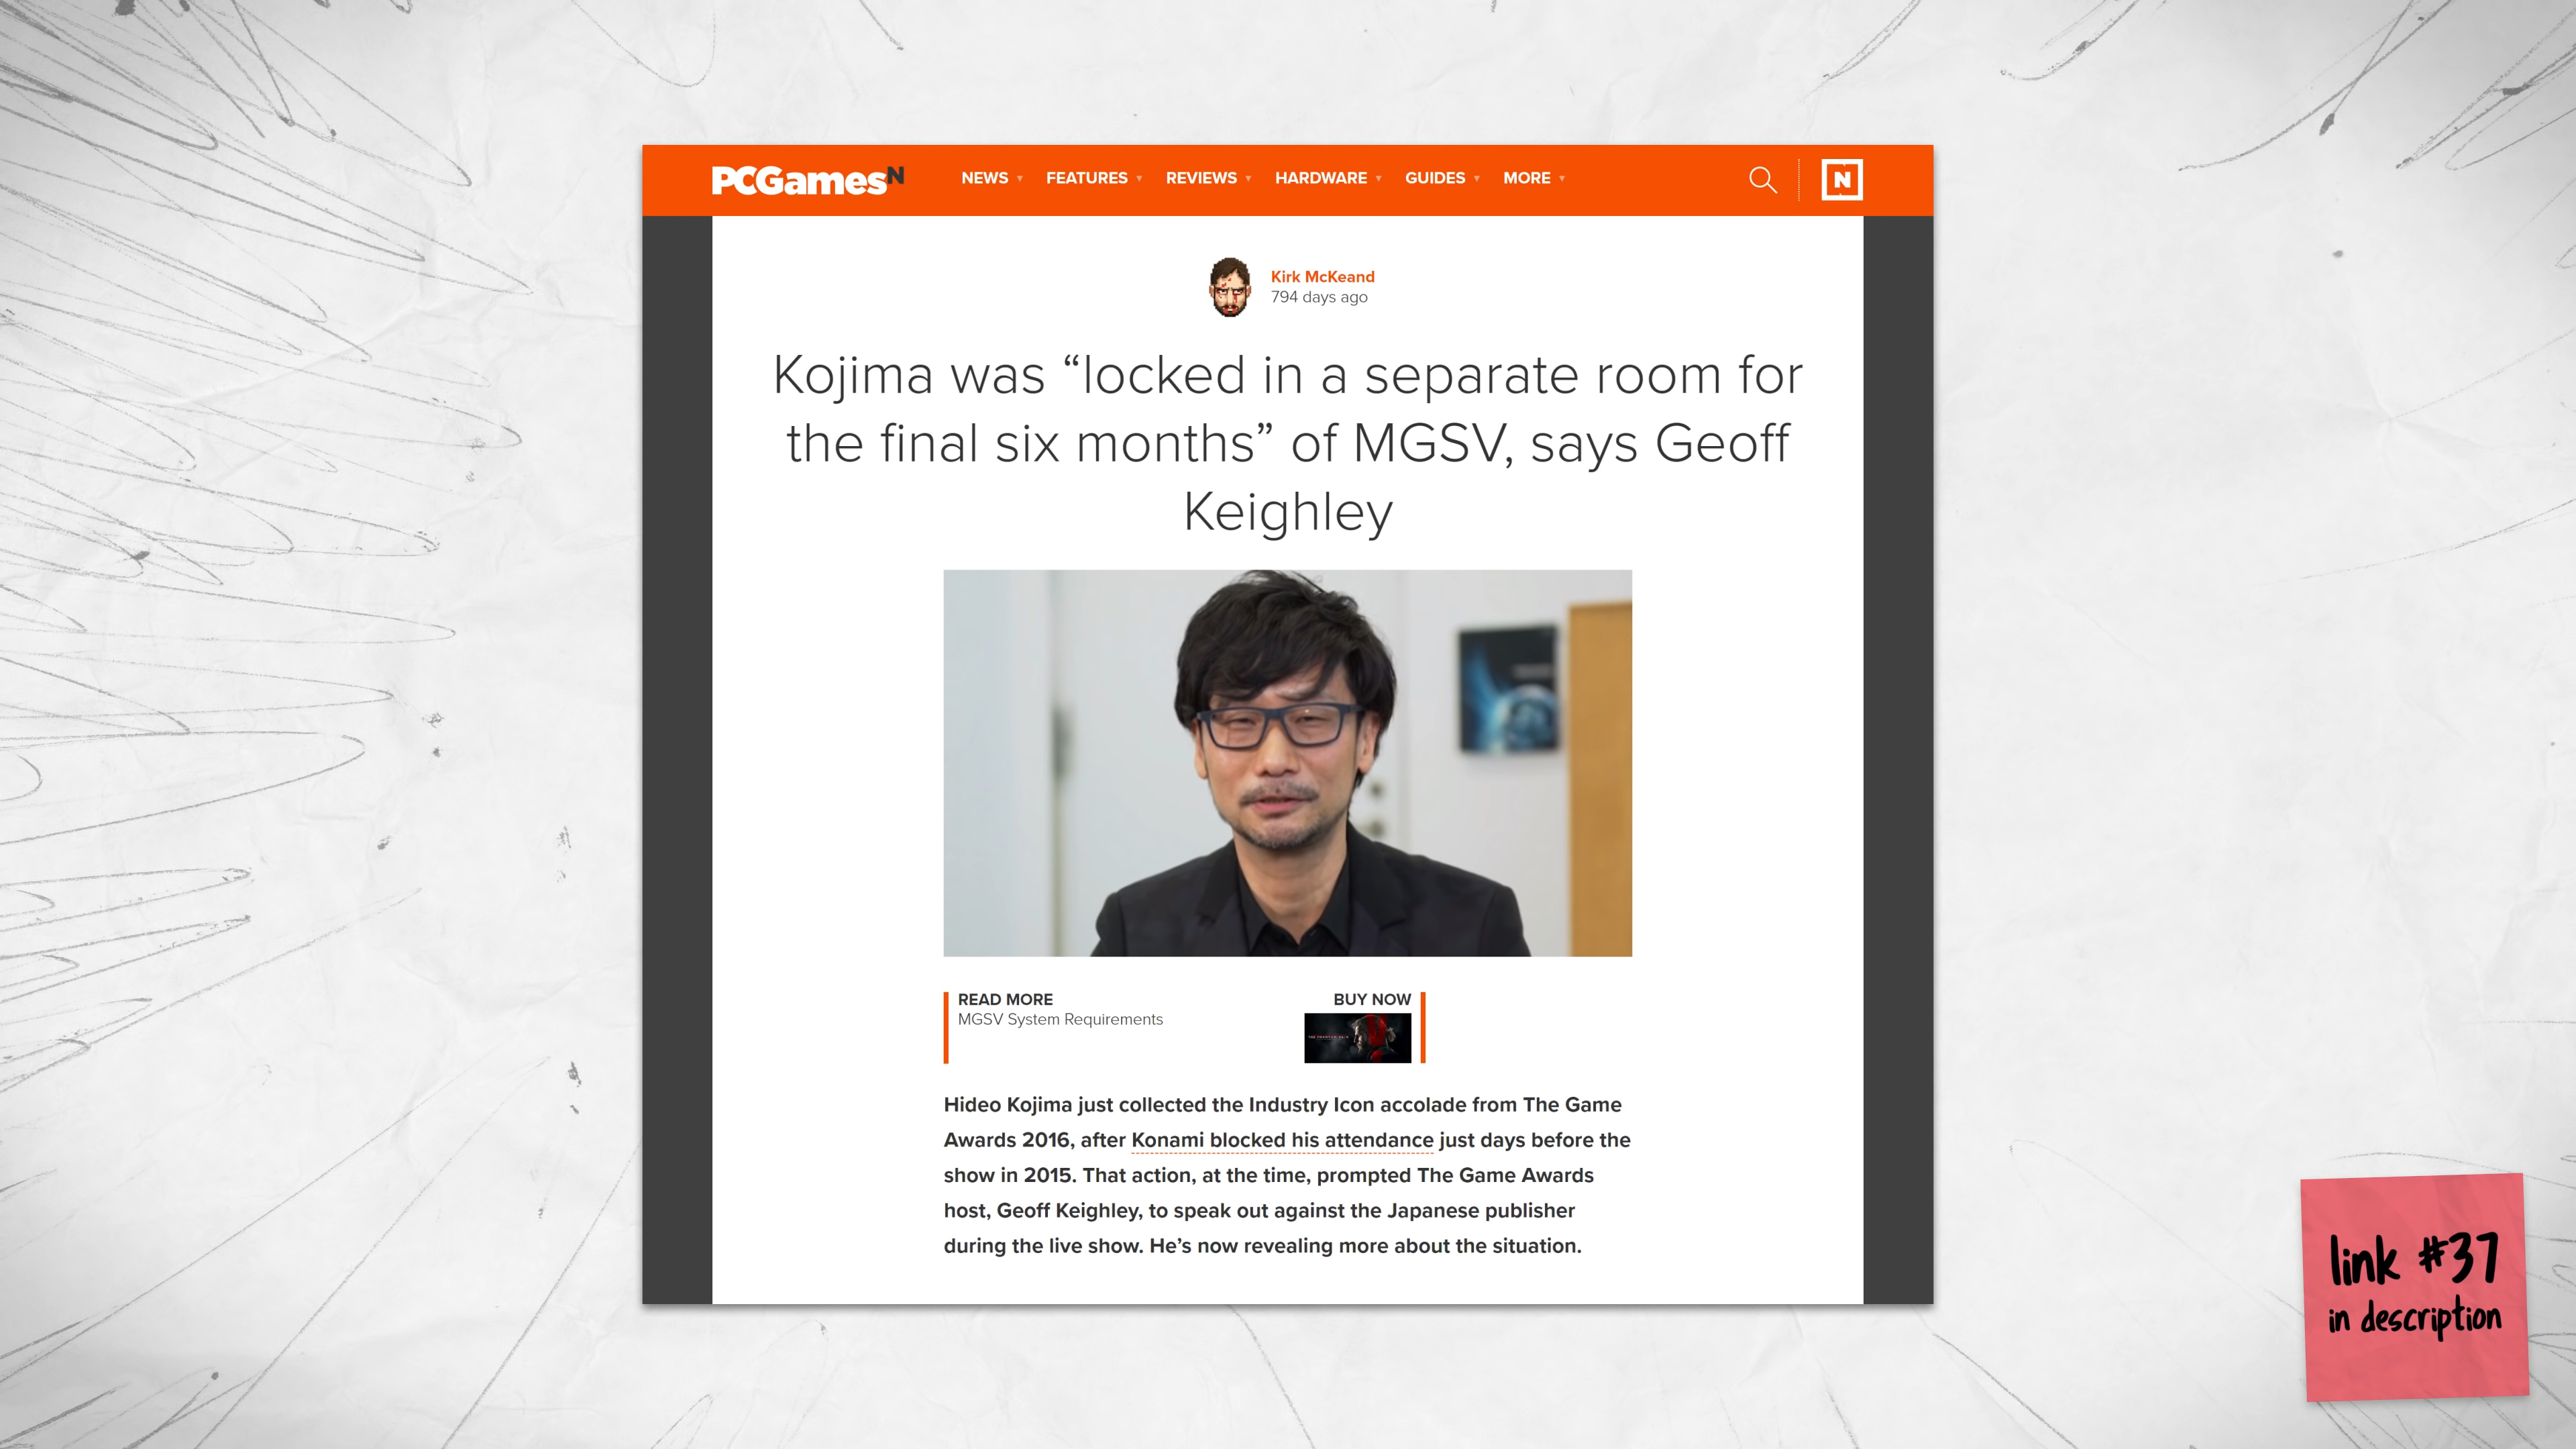 PCGamesN
NEWS FEATURES REVIEWS HARDWARE GUIDES MORE
N
Kirk McKeand
794 days ago
Kojima was “locked in a separate room for
the final six months” of MGSV, says Geoff
Keighley
READ MORE
MGSV System Requirements
BUY NOW
Hideo Kojima just collected the Industry Icon accolade from The Game
Awards 2016, after Konami blocked his attendance just days before the
show in 2015. That action, at the time, prompted The Game Awards
host, Geoff Keighley, to speak out against the Japanese publisher
during the live show. He’s now revealing more about the situation.
link #37
in description